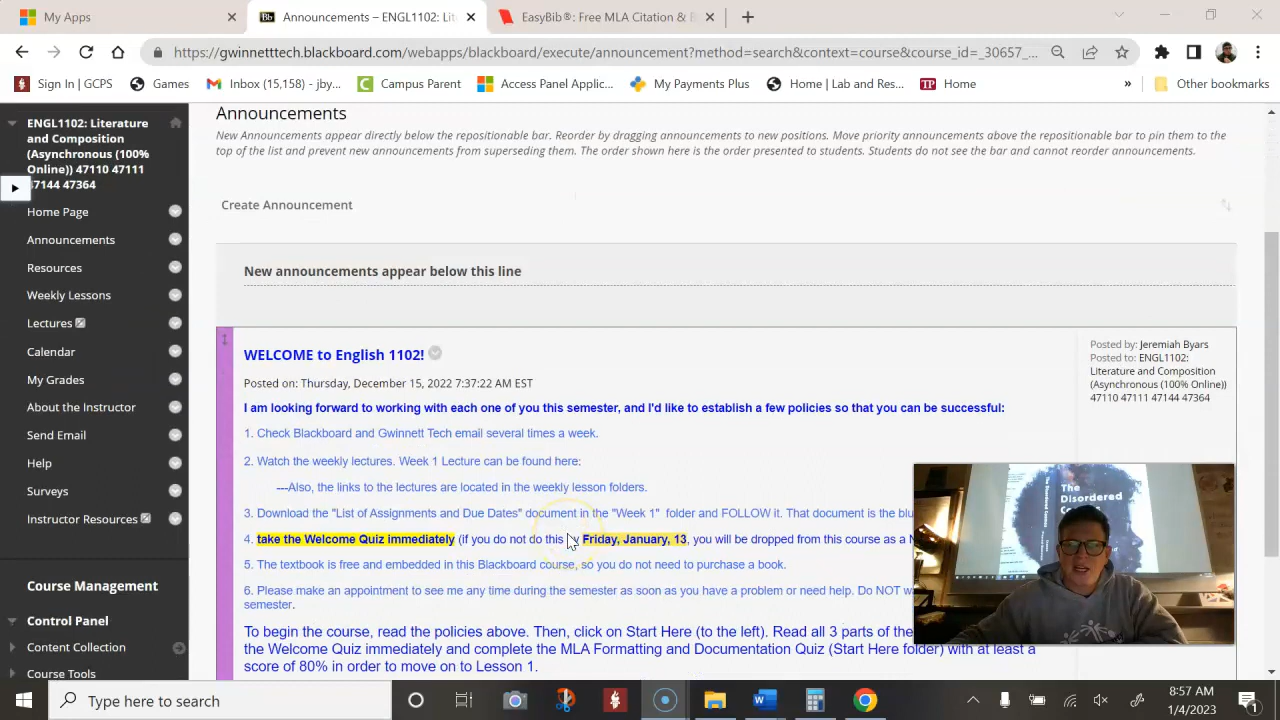 My Apps
Announcements – ENGL1102: Lit
EasyBib®: Free MLA Citation & B
https://gwinnetttech.blackboard.com/webapps/blackboard/execute/announcement?method=search&context=course&course_id=_30657_...
Sign In | GCPS
Games
Inbox (15,158) - jby...
Campus Parent
Access Panel Applic...
My Payments Plus
Home | Lab and Res...
TP Home
»
Other bookmarks
ENGL1102: Literature
and Composition
(Asynchronous (100%
Online)) 47110 47111
47144 47364
Home Page
Announcements
Resources
Weekly Lessons
Lectures
Calendar
My Grades
About the Instructor
Send Email
Help
Surveys
Instructor Resources
Course Management
Control Panel
Content Collection
Course Tools
Announcements
New Announcements appear directly below the repositionable bar. Reorder by dragging announcements to new positions. Move priority announcements above the repositionable bar to pin them to
the top of the list and prevent new announcements from superseding them. The order shown here is the order presented to students. Students do not see the bar and cannot reorder announcements.
Create Announcement
New announcements appear below this line
WELCOME to English 1102!
Posted on: Thursday, December 15, 2022 7:37:22 AM EST
I am looking forward to working with each one of you this semester, and I'd like to establish a few policies so that you can be successful:
1. Check Blackboard and Gwinnett Tech email several times a week.
2. Watch the weekly lectures. Week 1 Lecture can be found here:
---Also, the links to the lectures are located in the weekly lesson folders.
3. Download the "List of Assignments and Due Dates" document in the "Week 1" folder and FOLLOW it. That document is the blu
4. take the Welcome Quiz immediately (if you do not do this by Friday, January, 13, you will be dropped from this course as a N
5. The textbook is free and embedded in this Blackboard course, so you do not need to purchase a book.
6. Please make an appointment to see me any time during the semester as soon as you have a problem or need help. Do NOT w
semester.
To begin the course, read the policies above. Then, click on Start Here (to the left). Read all 3 parts of the
the Welcome Quiz immediately and complete the MLA Formatting and Documentation Quiz (Start Here folder) with at least a
score of 80% in order to move on to Lesson 1.
Posted by: Jeremiah Byars
Posted to: ENGL1102:
Literature and Composition
(Asynchronous (100% Online))
47110 47111 47144 47364
The
Disordered
Cosmos
Type here to search
8:57 AM
1/4/2023
1